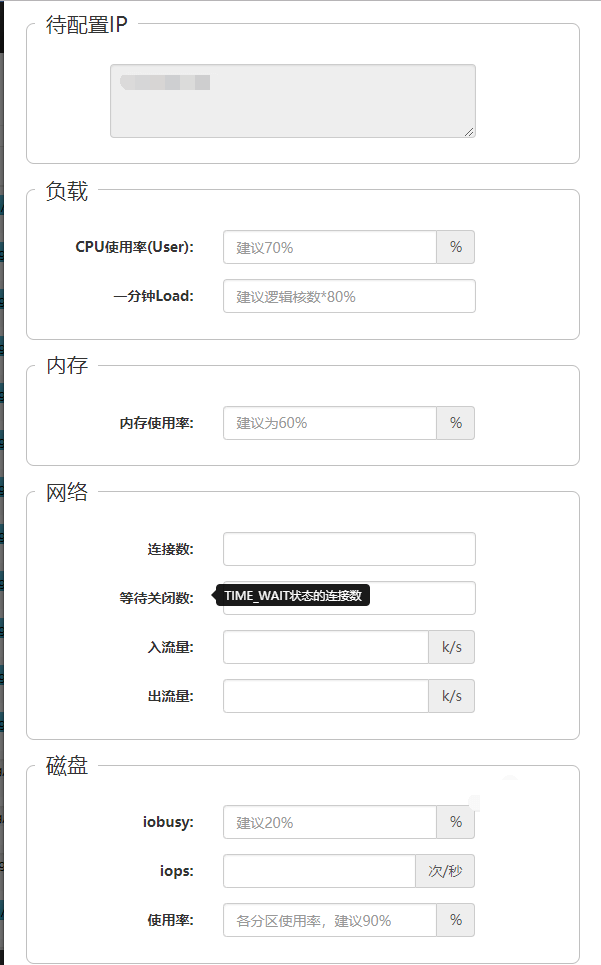 待配置IP
负载
CPU使用率(User): 建议70% %
一分钟Load: 建议逻辑核数*80%
内存
内存使用率: 建议为60% %
网络
连接数:
等待关闭数: TIME_WAIT状态的连接数
入流量: k/s
出流量: k/s
磁盘
iobusy: 建议20% %
iops: 次/秒
使用率: 各分区使用率，建议90% %